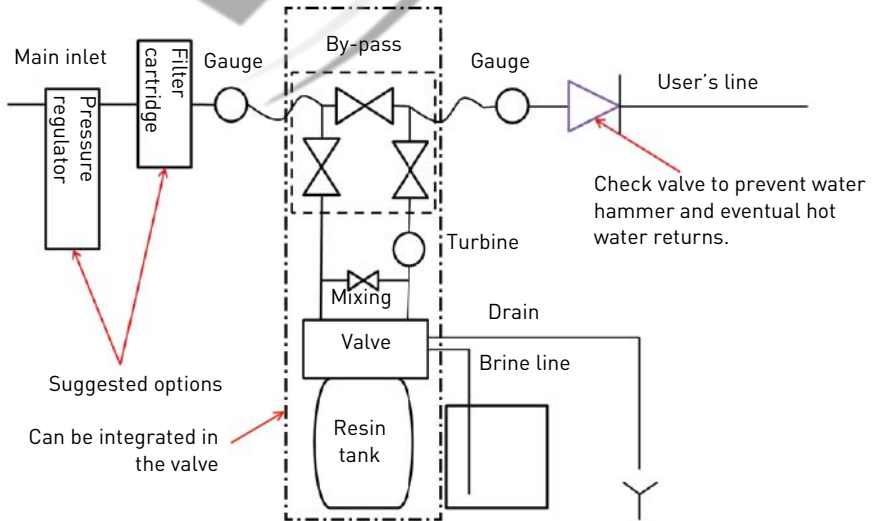 By-pass
Main inlet
Pressure
regulator
Filter
cartridge
Gauge
Gauge
User's line
Check valve to prevent water
hammer and eventual hot
water returns.
Turbine
Mixing
Valve
Drain
Brine line
Suggested options
Can be integrated in
the valve
Resin
tank